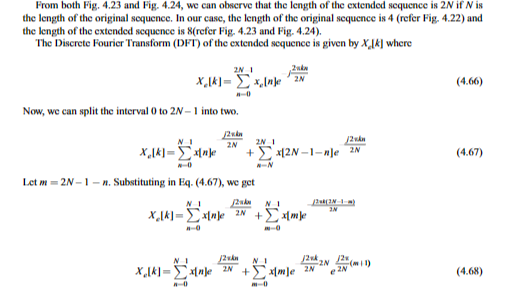 From both Fig. 4.23 and Fig. 4.24, we can observe that the length of the extended sequence is 2N if N is
the length of the original sequence. In our case, the length of the original sequence is 4 (refer Fig. 4.22) and
the length of the extended sequence is 8(refer Fig. 4.23 and Fig. 4.24).
The Discrete Fourier Transform (DFT) of the extended sequence is given by X_e[k] where
X_e[k] = ∑_{n=0}^{2N 1} x_e[n]e^{j2πkn/2N} (4.66)
Now, we can split the interval 0 to 2N – 1 into two.
X_e[k] = ∑_{n=0}^{N 1} x[n]e^{j2πkn/2N} + ∑_{n=N}^{2N 1} x[2N – 1 – n]e^{j2πkn/2N} (4.67)
Let m = 2N – 1 – n. Substituting in Eq. (4.67), we get
X_e[k] = ∑_{n=0}^{N 1} x[n]e^{j2πkn/2N} + ∑_{m=0}^{N 1} x[m]e^{j2πk(2N–1–m)/2N}
X_e[k] = ∑_{n=0}^{N 1} x[n]e^{j2πkn/2N} + ∑_{m=0}^{N 1} x[m]e^{j2πk/2N 2N} e^{j2π/2N (m+1)} (4.68)